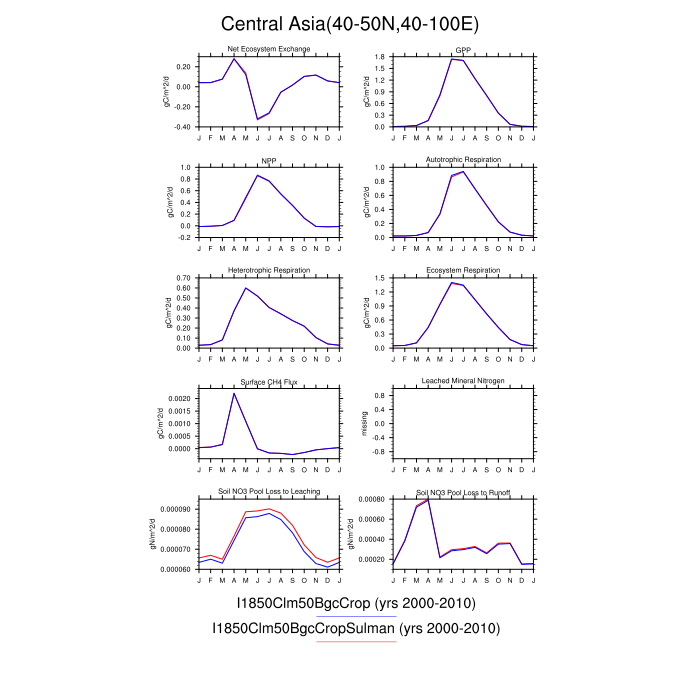 Central Asia(40-50N,40-100E)
Net Ecosystem Exchange
gC/m^2/d
0.20
0.00
-0.20
-0.40
J F M A M J J A S O N D J
GPP
gC/m^2/d
1.8
1.5
1.2
0.9
0.6
0.3
0.0
J F M A M J J A S O N D J
NPP
gC/m^2/d
1.0
0.8
0.6
0.4
0.2
0.0
-0.2
J F M A M J J A S O N D J
Autotrophic Respiration
gC/m^2/d
1.0
0.8
0.6
0.4
0.2
0.0
J F M A M J J A S O N D J
Heterotrophic Respiration
gC/m^2/d
0.70
0.60
0.50
0.40
0.30
0.20
0.10
0.00
J F M A M J J A S O N D J
Ecosystem Respiration
gC/m^2/d
1.5
1.2
0.9
0.6
0.3
0.0
J F M A M J J A S O N D J
Surface CH4 Flux
gC/m^2/d
0.0020
0.0015
0.0010
0.0005
0.0000
J F M A M J J A S O N D J
Leached Mineral Nitrogen
missing
0.8
0.4
-0.0
-0.4
-0.8
J F M A M J J A S O N D J
Soil NO3 Pool Loss to Leaching
gN/m^2/d
0.000090
0.000080
0.000070
0.000060
J F M A M J J A S O N D J
Soil NO3 Pool Loss to Runoff
gN/m^2/d
0.00080
0.00060
0.00040
0.00020
J F M A M J J A S O N D J
I1850Clm50BgcCrop (yrs 2000-2010)
I1850Clm50BgcCropSulman (yrs 2000-2010)